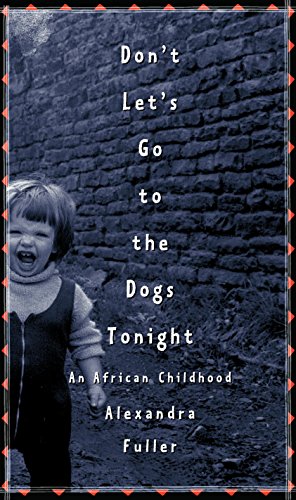 Don't
Let's
Go
to
the
Dogs
Tonight
An African Childhood
Alexandra
Fuller